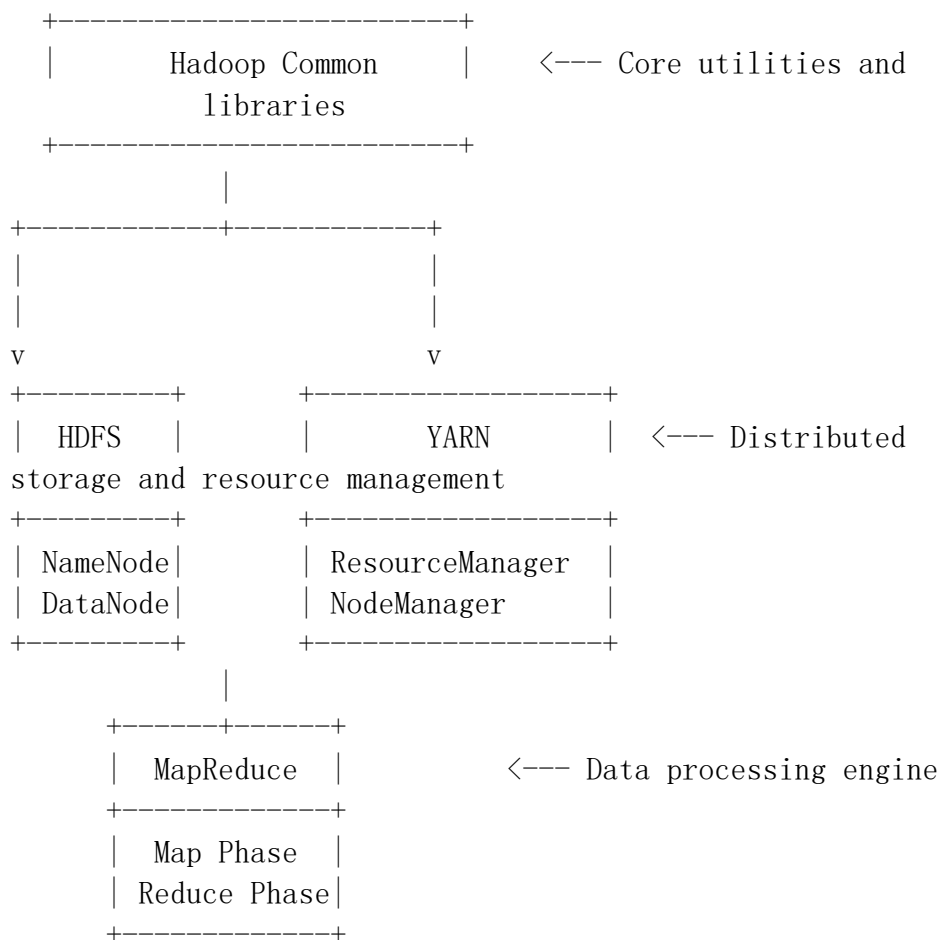 +--------------------------+
| Hadoop Common | <--- Core utilities and
libraries
+--------------------------+
|
+------------+------------+
| |
| |
v v
+---------+ +------------------+
| HDFS | | YARN | <--- Distributed
storage and resource management
+---------+ +------------------+
| NameNode| | ResourceManager |
| DataNode| | NodeManager |
+---------+ +------------------+
|
+------+------+
| MapReduce | <--- Data processing engine
+-------------+
| Map Phase |
| Reduce Phase|
+-------------+